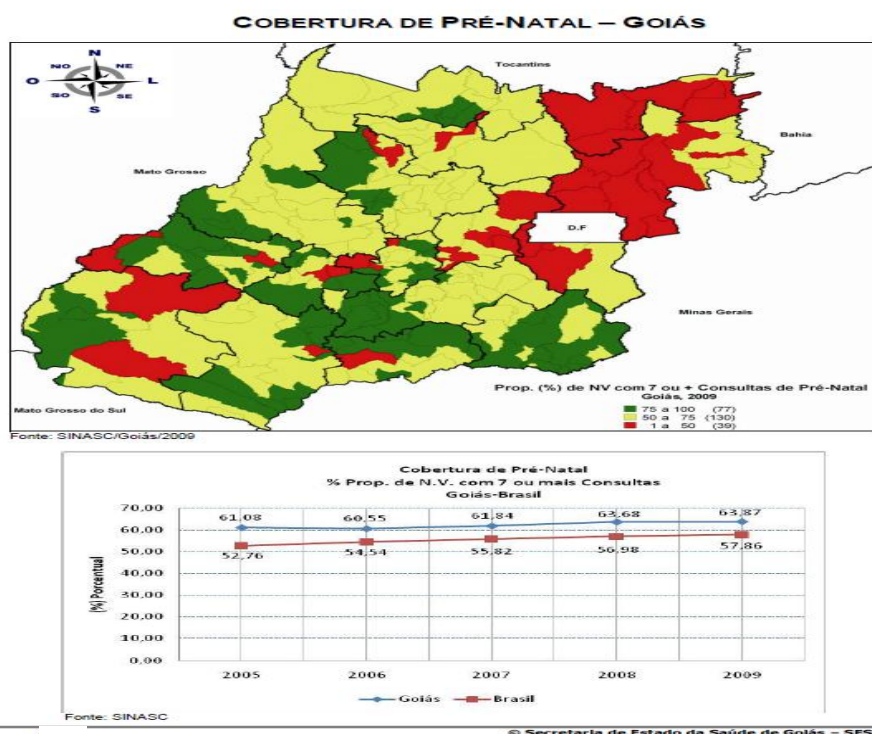 COBERTURA DE PRÉ-NATAL – GOIÁS
N
NO NE
O L
SO SE
S
Tocantins
Bahia
Mato Grosso
D.F
Minas Gerais
Mato Grosso do Sul
Prop. (%) de NV com 7 ou + Consultas de Pré-Natal
Goiás, 2009
75 a 100 (77)
50 a 75 (130)
1 a 50 (39)
Fonte: SINASC/Goiás/2009
Cobertura de Pré-Natal
% Prop. de N.V. com 7 ou mais Consultas
Goiás-Brasil
(%) Porcentual
70,00
60,00
50,00
40,00
30,00
20,00
10,00
0,00
61,08 60,55 61,84 63,68 63,87
52,76 54,54 55,82 56,98 57,86
2005 2006 2007 2008 2009
Goiás Brasil
Fonte: SINASC
© Secretaria de Estado da Saúde de Goiás – SES